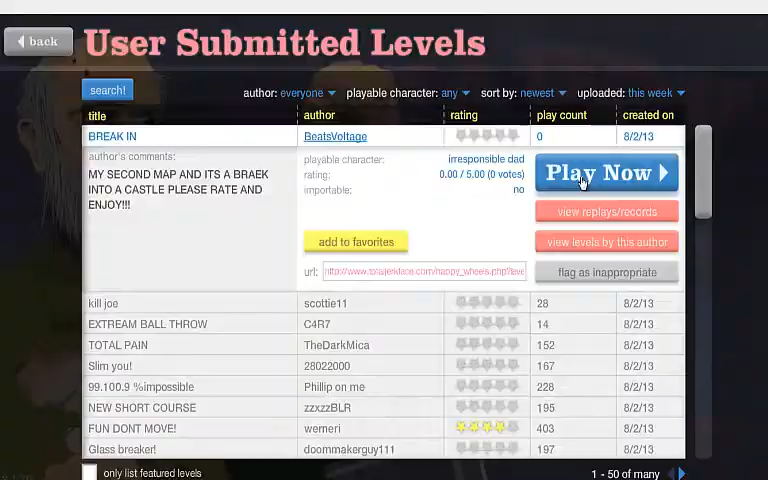 back
User Submitted Levels
search!
author: everyone playable character: any sort by: newest uploaded: this week
title author rating play count created on
BREAK IN BeatsVoltage 0 8/2/13
author's comments:
MY SECOND MAP AND ITS A BRAEK
INTO A CASTLE PLEASE RATE AND
ENJOY!!!
playable character: irresponsible dad
rating: 0.00 / 5.00 (0 votes)
importable: no
add to favorites
url: http://www.totaljerkface.com/happy_wheels.php?leve
Play Now
view replays/records
view levels by this author
flag as inappropriate
kill joe scottie11 28 8/2/13
EXTREAM BALL THROW C4R7 14 8/2/13
TOTAL PAIN TheDarkMica 152 8/2/13
Slim you! 28022000 167 8/2/13
99.100.9 %impossible Phillip on me 228 8/2/13
NEW SHORT COURSE zzxzzBLR 195 8/2/13
FUN DONT MOVE! werneri 403 8/2/13
Glass breaker! doommakerguy111 197 8/2/13
only list featured levels 1 - 50 of many